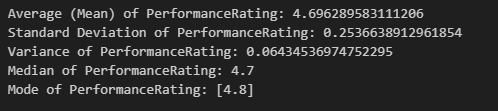 Average (Mean) of PerformanceRating: 4.696289583111206
Standard Deviation of PerformanceRating: 0.2536638912961854
Variance of PerformanceRating: 0.06434536974752295
Median of PerformanceRating: 4.7
Mode of PerformanceRating: [4.8]